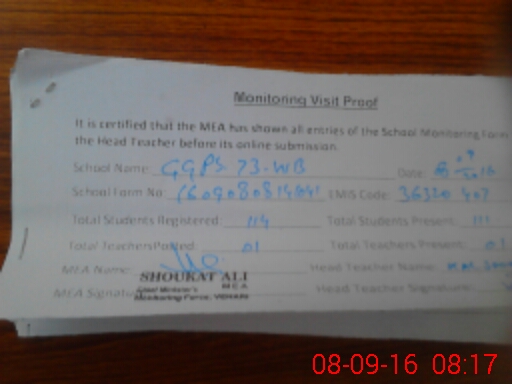 Monitoring Visit Proof
It is certified that the MEA has shown all entries of the School Monitoring Form
the Head Teacher before its online submission.
School Name: GGPS 73-WB Date:
School Form No: EMIS Code: 36320407
Total Students Registered: 114 Total Students Present: 111
Total Teachers Posted: 01 Total Teachers Present: 01
MEA Name: SHOUKAT ALI Head Teacher Name:
MEA
MEA Signature Chief Minister's Head Teacher Signature:
Monitoring Force, VEHARI
08-09-16 08:17